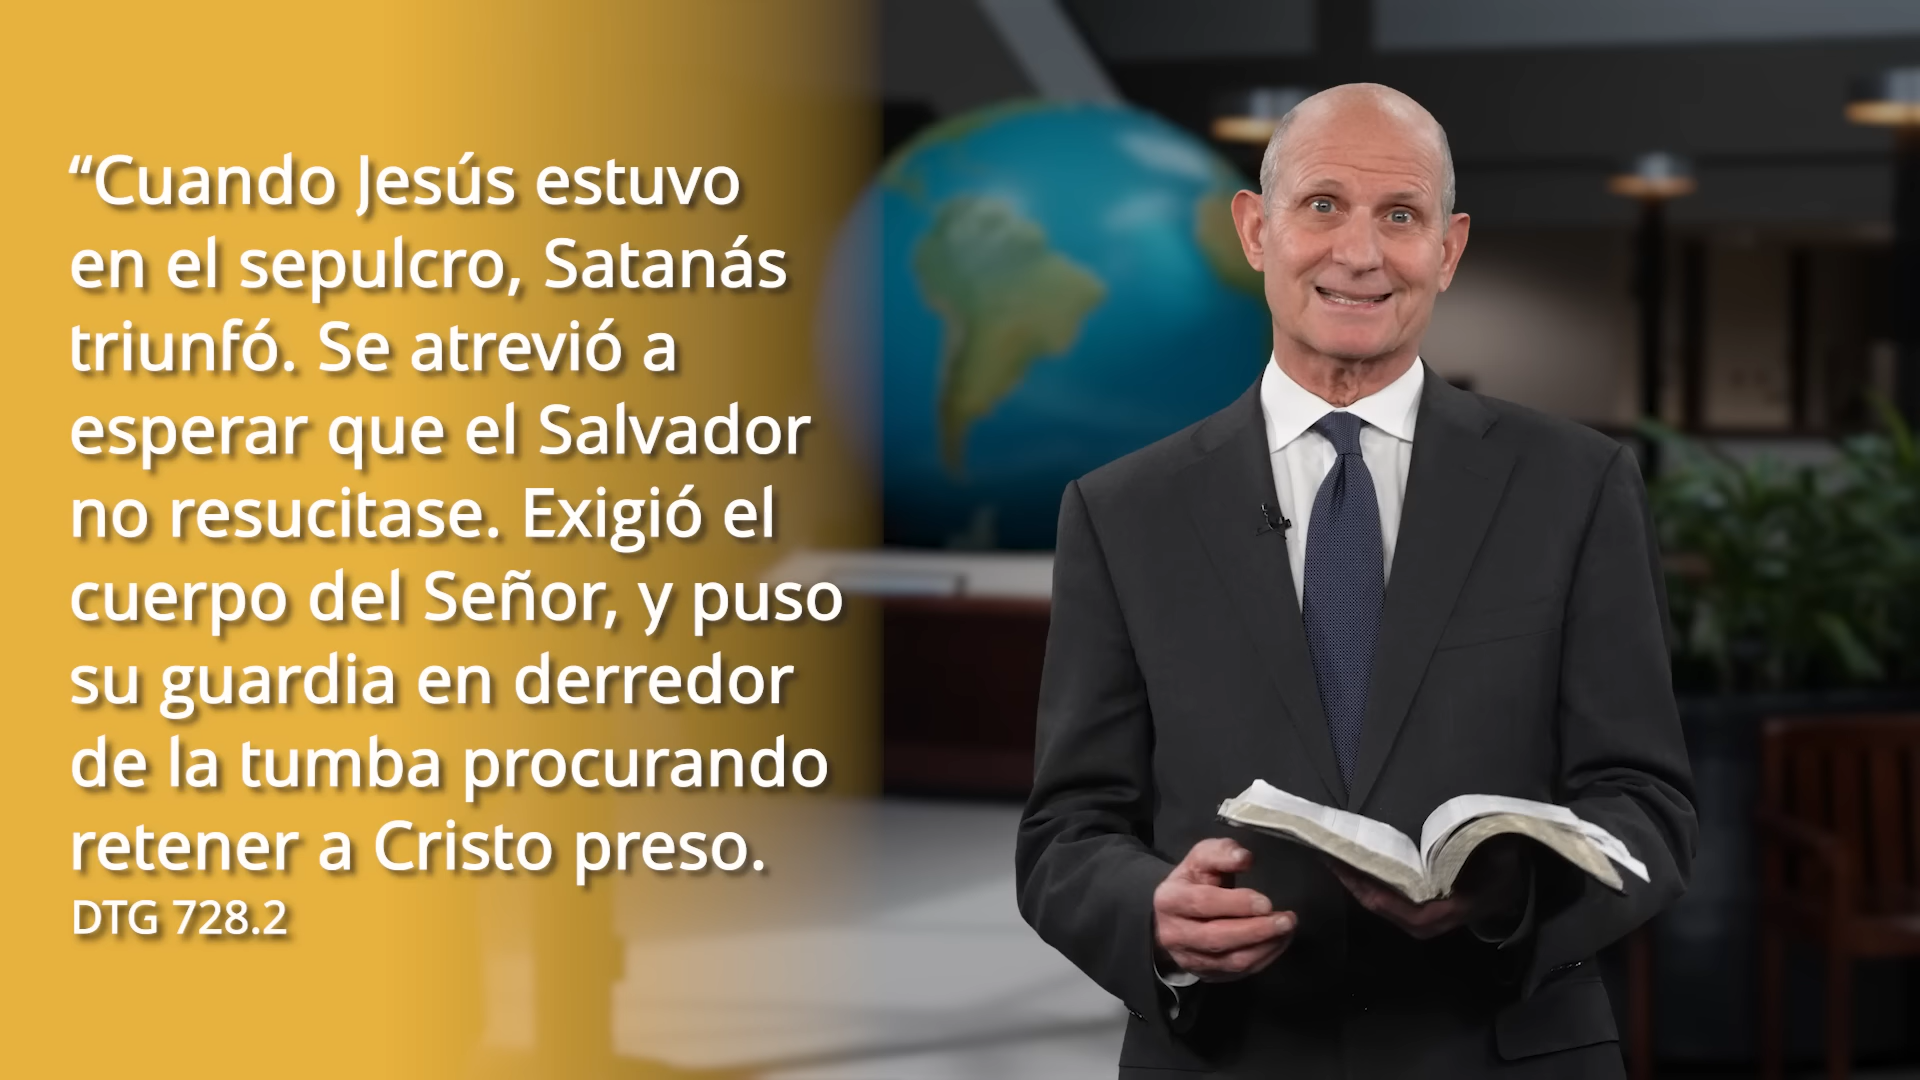 “Cuando Jesús estuvo
en el sepulcro, Satanás
triunfó. Se atrevió a
esperar que el Salvador
no resucitase. Exigió el
cuerpo del Señor, y puso
su guardia en derredor
de la tumba procurando
retener a Cristo preso.
DTG 728.2